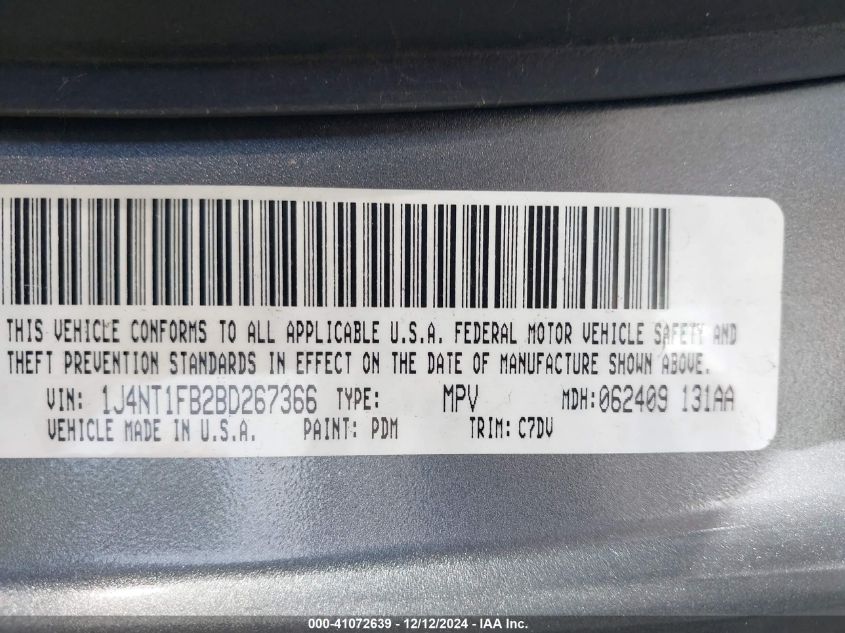 THIS VEHICLE CONFORMS TO ALL APPLICABLE U.S.A. FEDERAL MOTOR VEHICLE SAFETY AND
THEFT PREVENTION STANDARDS IN EFFECT ON THE DATE OF MANUFACTURE SHOWN ABOVE.
VIN: 1J4NT1FB2BD267366 TYPE: MPV MDH: 062409 131AA
VEHICLE MADE IN U.S.A. PAINT: PDM TRIM: C7DV
000-41072639 - 12/12/2024 - IAA Inc.